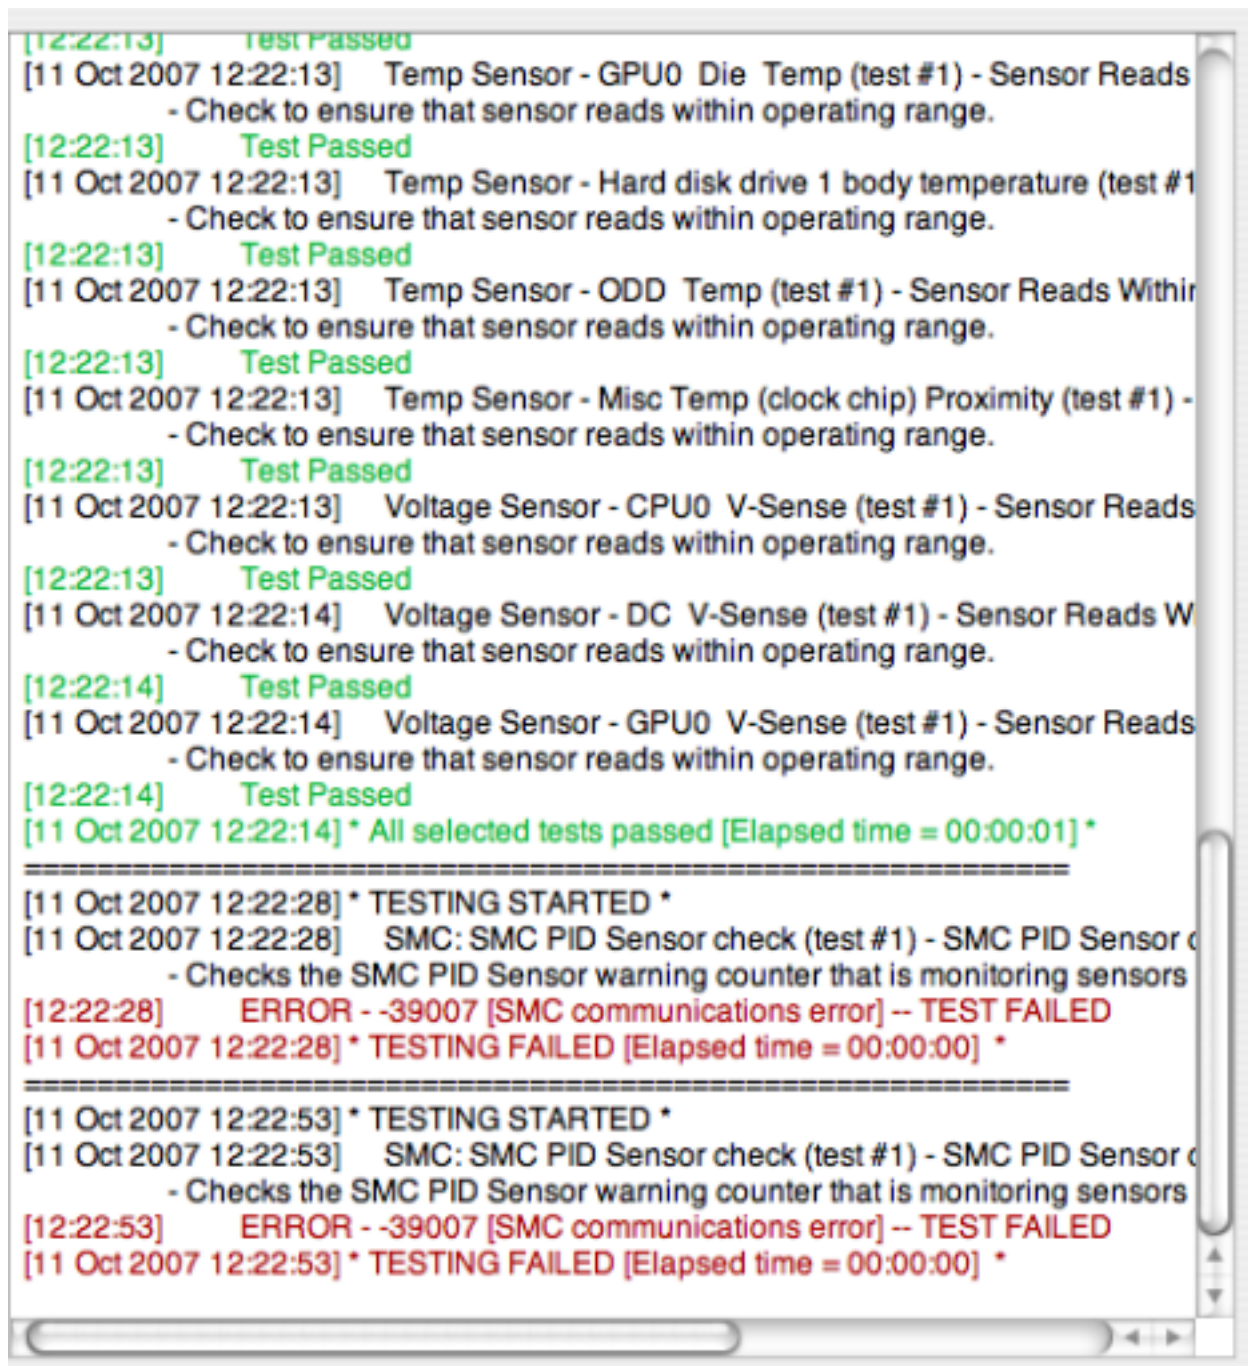 [12:22:13] Test Passed
[11 Oct 2007 12:22:13] Temp Sensor - GPU0 Die Temp (test #1) - Sensor Reads
- Check to ensure that sensor reads within operating range.
[12:22:13] Test Passed
[11 Oct 2007 12:22:13] Temp Sensor - Hard disk drive 1 body temperature (test #1
- Check to ensure that sensor reads within operating range.
[12:22:13] Test Passed
[11 Oct 2007 12:22:13] Temp Sensor - ODD Temp (test #1) - Sensor Reads Within
- Check to ensure that sensor reads within operating range.
[12:22:13] Test Passed
[11 Oct 2007 12:22:13] Temp Sensor - Misc Temp (clock chip) Proximity (test #1) -
- Check to ensure that sensor reads within operating range.
[12:22:13] Test Passed
[11 Oct 2007 12:22:13] Voltage Sensor - CPU0 V-Sense (test #1) - Sensor Reads
- Check to ensure that sensor reads within operating range.
[12:22:13] Test Passed
[11 Oct 2007 12:22:14] Voltage Sensor - DC V-Sense (test #1) - Sensor Reads W
- Check to ensure that sensor reads within operating range.
[12:22:14] Test Passed
[11 Oct 2007 12:22:14] Voltage Sensor - GPU0 V-Sense (test #1) - Sensor Reads
- Check to ensure that sensor reads within operating range.
[12:22:14] Test Passed
[11 Oct 2007 12:22:14] * All selected tests passed [Elapsed time = 00:00:01] *
==========================================================
[11 Oct 2007 12:22:28] * TESTING STARTED *
[11 Oct 2007 12:22:28] SMC: SMC PID Sensor check (test #1) - SMC PID Sensor
- Checks the SMC PID Sensor warning counter that is monitoring sensors
[12:22:28] ERROR - -39007 [SMC communications error] -- TEST FAILED
[11 Oct 2007 12:22:28] * TESTING FAILED [Elapsed time = 00:00:00] *
==========================================================
[11 Oct 2007 12:22:53] * TESTING STARTED *
[11 Oct 2007 12:22:53] SMC: SMC PID Sensor check (test #1) - SMC PID Sensor
- Checks the SMC PID Sensor warning counter that is monitoring sensors
[12:22:53] ERROR - -39007 [SMC communications error] -- TEST FAILED
[11 Oct 2007 12:22:53] * TESTING FAILED [Elapsed time = 00:00:00] *